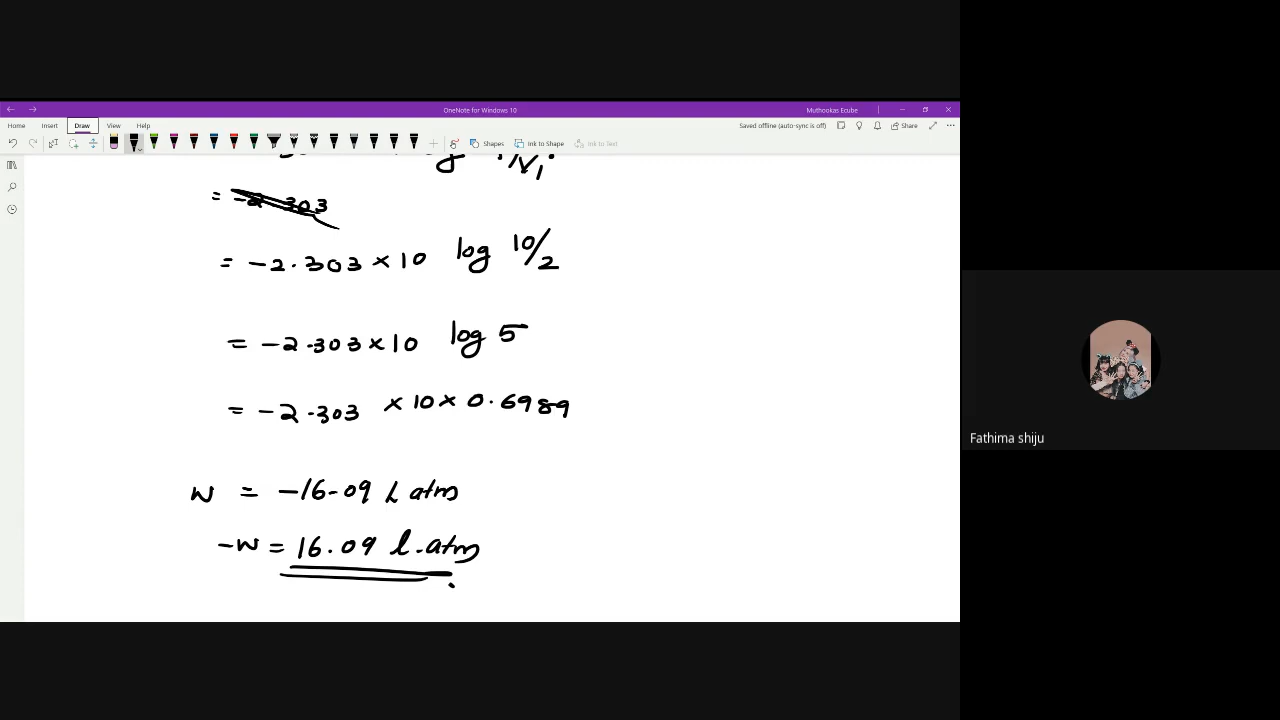 OneNote for Windows 10
Muthookas Ecube
Home Insert Draw View Help
Saved offline (auto-sync is off)
Share
Shapes
Ink to Shape
Ink to Text
log
= -2.303
= -2.303 × 10 log 10/2
= -2.303 × 10 log 5
= -2.303 × 10 × 0.6989
W = -16.09 L atm
-W = 16.09 l.atm
Fathima shiju